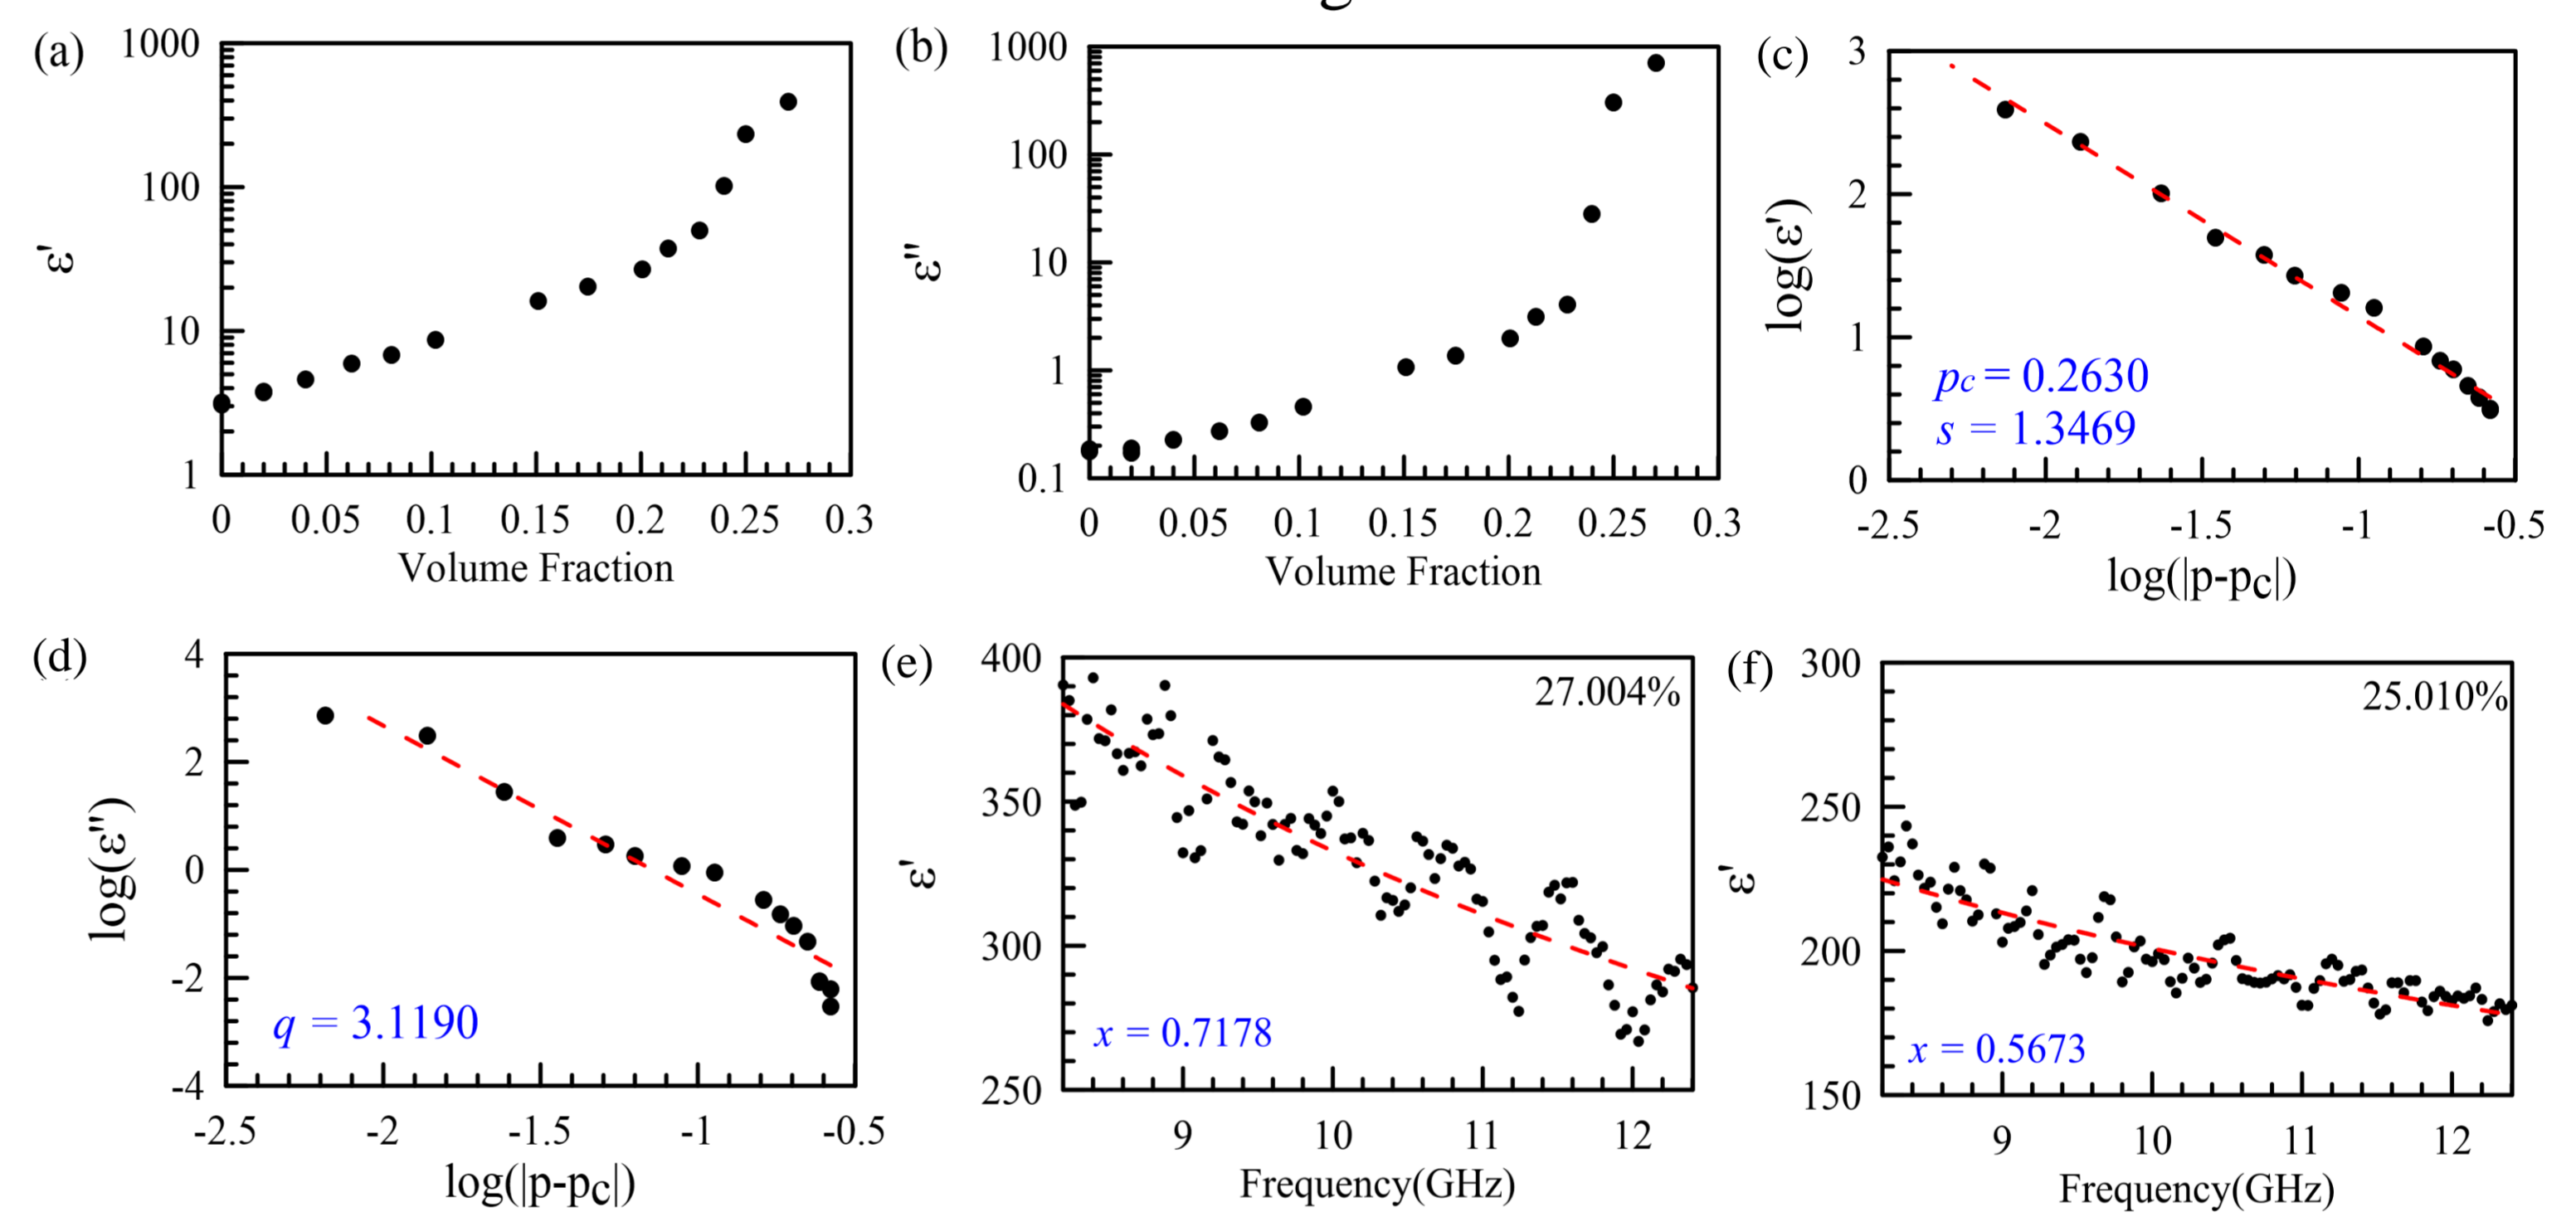 (a)
1000
100
10
1
ε'
0 0.05 0.1 0.15 0.2 0.25 0.3
Volume Fraction
(b)
1000
100
10
1
0.1
ε"
0 0.05 0.1 0.15 0.2 0.25 0.3
Volume Fraction
(c)
3
2
1
0
log(ε')
pc = 0.2630
s = 1.3469
-2.5 -2 -1.5 -1 -0.5
log(|p-pc|)
(d)
4
2
0
-2
-4
log(ε")
q = 3.1190
-2.5 -2 -1.5 -1 -0.5
log(|p-pc|)
(e)
400
350
300
250
ε'
27.004%
x = 0.7178
9 10 11 12
Frequency(GHz)
(f)
300
250
200
150
ε'
25.010%
x = 0.5673
9 10 11 12
Frequency(GHz)